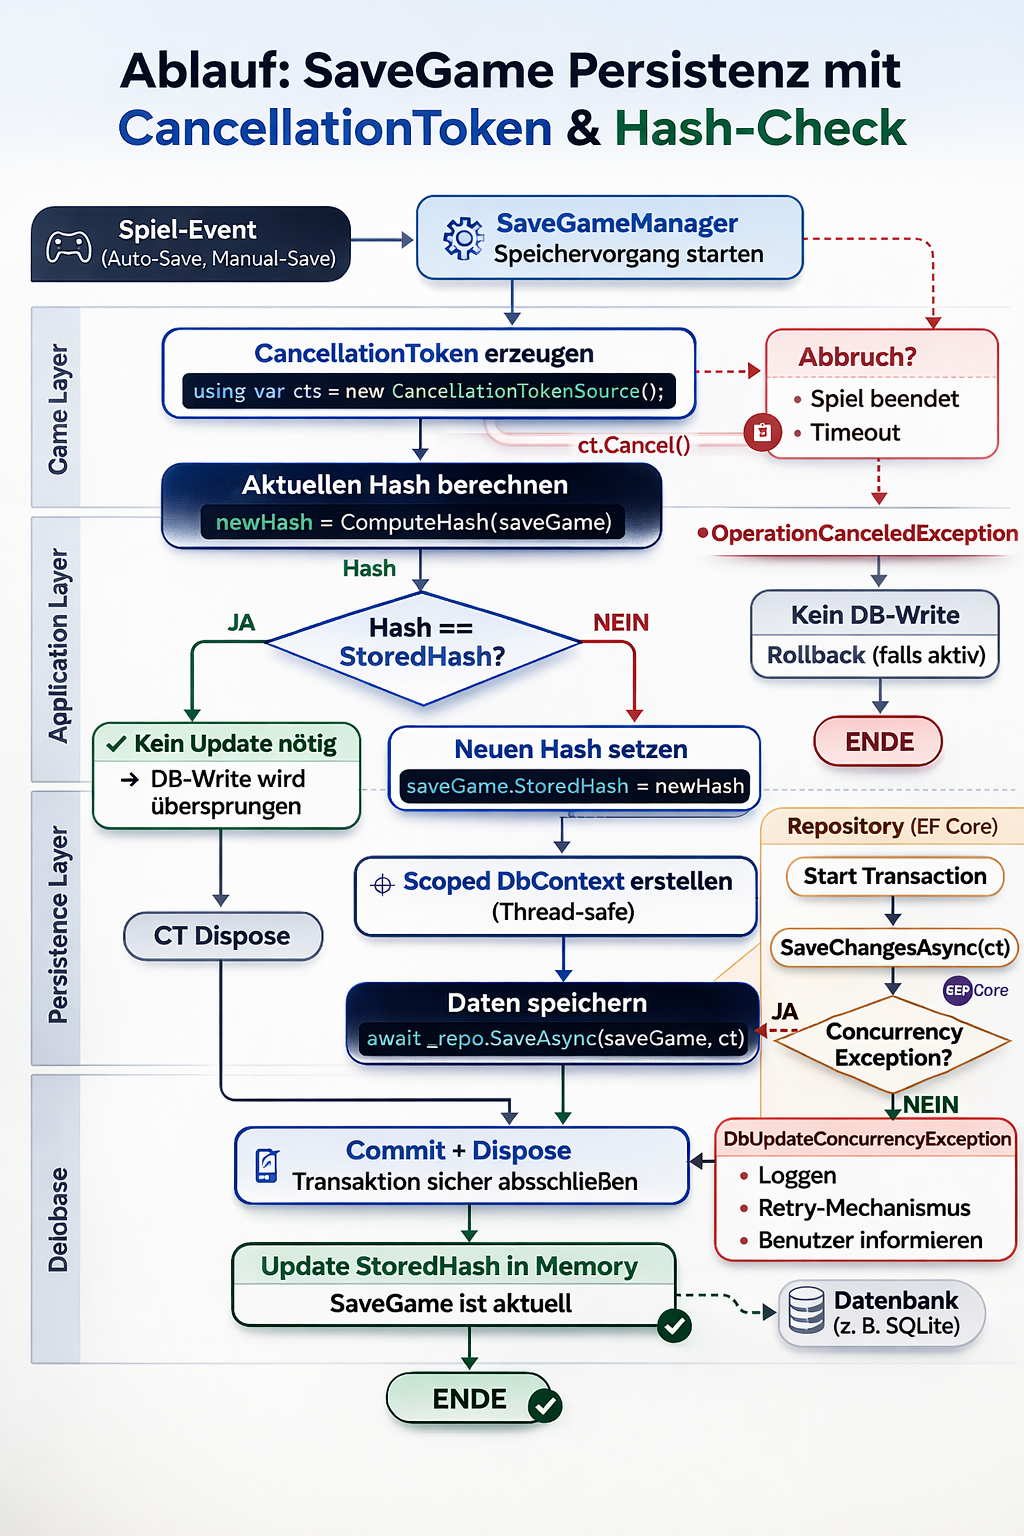 Ablauf: SaveGame Persistenz mit
CancellationToken & Hash-Check
Spiel-Event
(Auto-Save, Manual-Save)
SaveGameManager
Speichervorgang starten
Game Layer
CancellationToken erzeugen
using var cts = new CancellationTokenSource();
Abbruch?
• Spiel beendet
• Timeout
ct.Cancel()
Aktuellen Hash berechnen
newHash = ComputeHash(saveGame)
•OperationCanceledException
Application Layer
Hash
JA
Hash ==
StoredHash?
NEIN
Kein DB-Write
Rollback (falls aktiv)
ENDE
✓ Kein Update nötig
→ DB-Write wird
übersprungen
Neuen Hash setzen
saveGame.StoredHash = newHash
Persistence Layer
Repository (EF Core)
Start Transaction
SaveChangesAsync(ct)
Scoped DbContext erstellen
(Thread-safe)
CT Dispose
Daten speichern
await _repo.SaveAsync(saveGame, ct)
GEP Core
JA
Concurrency
Exception?
NEIN
Delobase
Commit + Dispose
Transaktion sicher absschließen
DbUpdateConcurrencyException
• Loggen
• Retry-Mechanismus
• Benutzer informieren
Update StoredHash in Memory
SaveGame ist aktuell
Datenbank
(z. B. SQLite)
ENDE